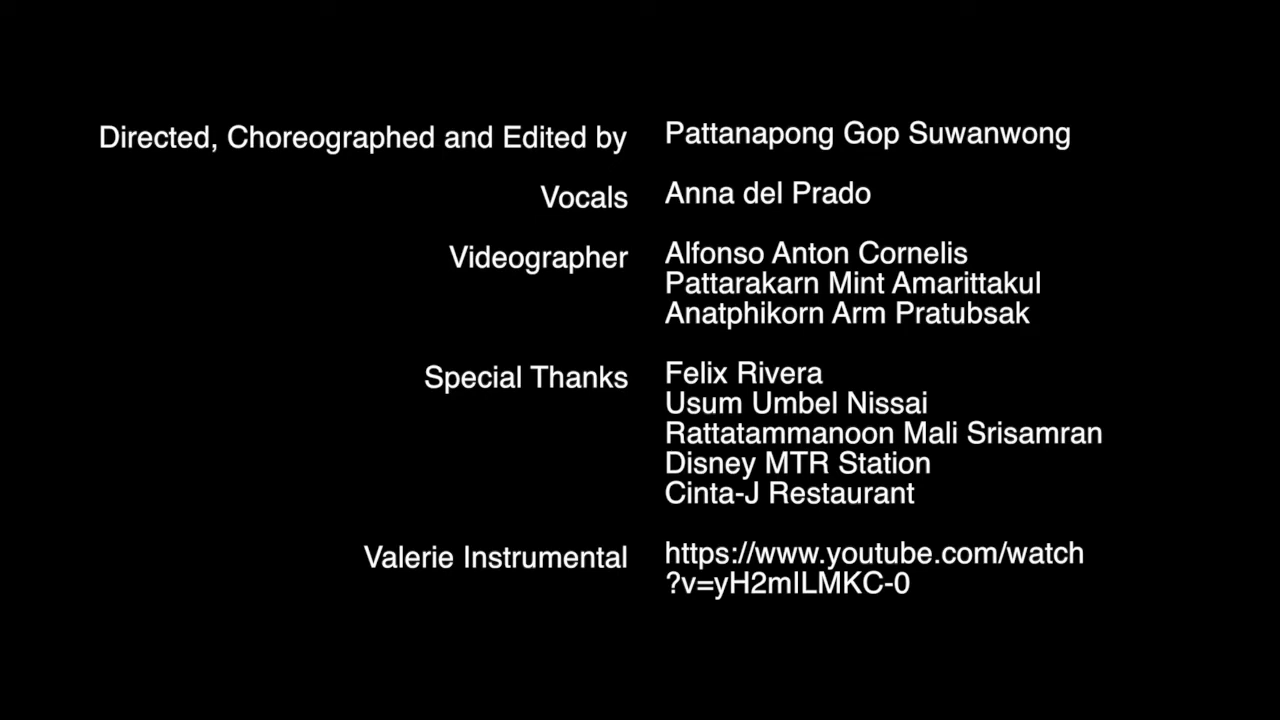 Directed, Choreographed and Edited by Pattanapong Gop Suwanwong
Vocals Anna del Prado
Videographer Alfonso Anton Cornelis
Pattarakarn Mint Amarittakul
Anatphikorn Arm Pratubsak
Special Thanks Felix Rivera
Usum Umbel Nissai
Rattatammanoon Mali Srisamran
Disney MTR Station
Cinta-J Restaurant
Valerie Instrumental https://www.youtube.com/watch
?v=yH2mILMKC-0